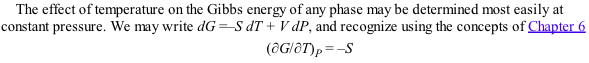 The effect of temperature on the Gibbs energy of any phase may be determined most easily at
constant pressure. We may write dG =–S dT + V dP, and recognize using the concepts of Chapter 6
(∂G/∂T)P = –S